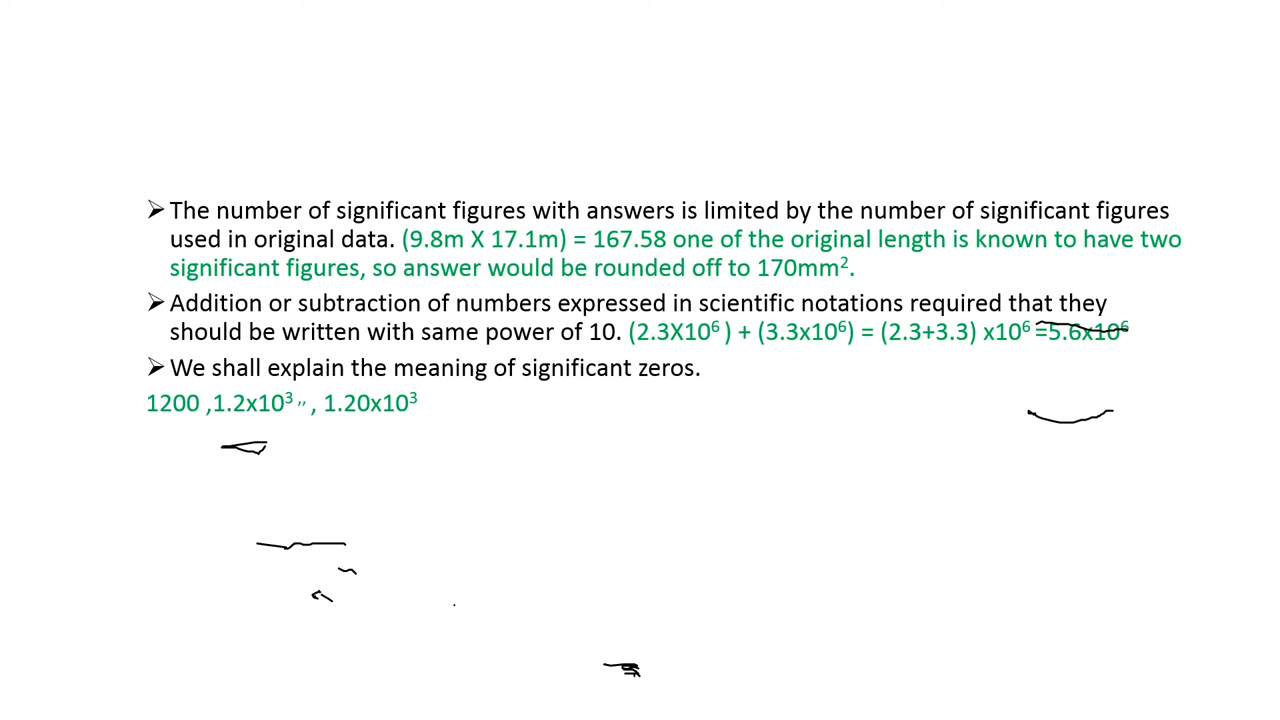 ➢ The number of significant figures with answers is limited by the number of significant figures
used in original data. (9.8m X 17.1m) = 167.58 one of the original length is known to have two
significant figures, so answer would be rounded off to 170mm².
➢ Addition or subtraction of numbers expressed in scientific notations required that they
should be written with same power of 10. (2.3X10⁶ ) + (3.3x10⁶) = (2.3+3.3) x10⁶ =5.6x10⁶
➢ We shall explain the meaning of significant zeros.
1200 ,1.2x10³ ,, , 1.20x10³